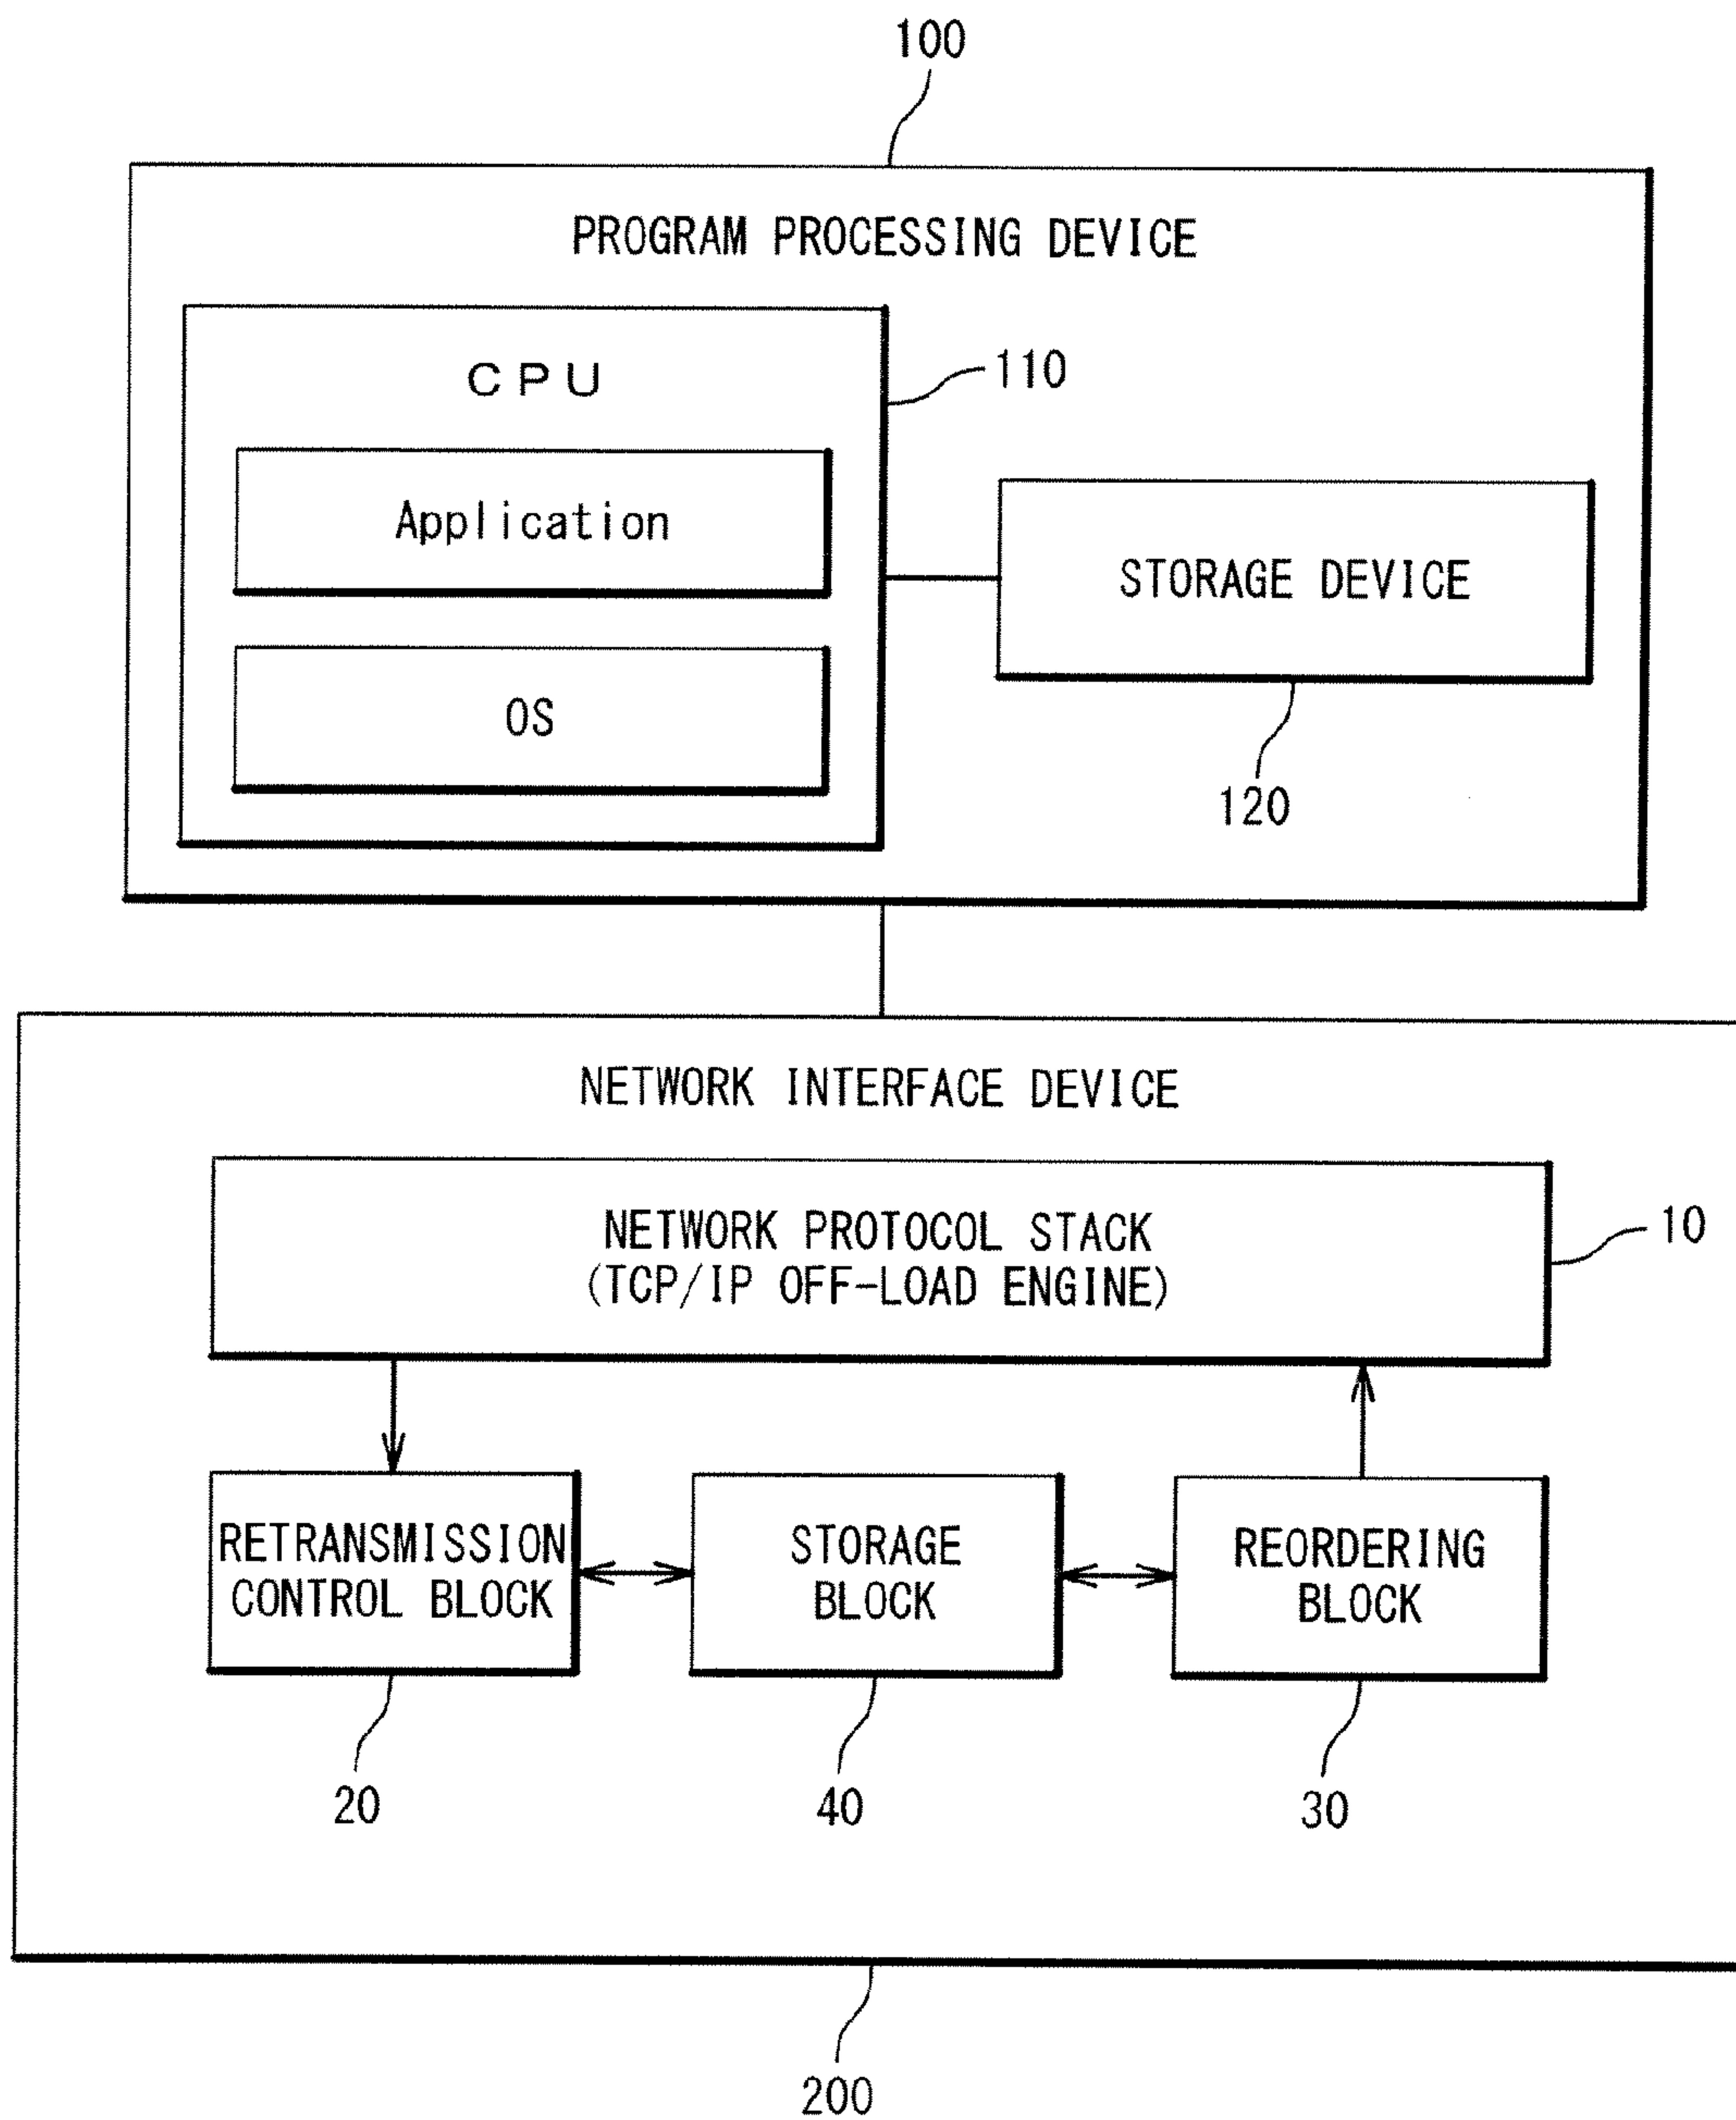 100
PROGRAM PROCESSING DEVICE
CPU
110
Application
STORAGE DEVICE
OS
120
NETWORK INTERFACE DEVICE
NETWORK PROTOCOL STACK
(TCP/IP OFF-LOAD ENGINE)
10
RETRANSMISSION
CONTROL BLOCK
STORAGE
BLOCK
REORDERING
BLOCK
20
40
30
200